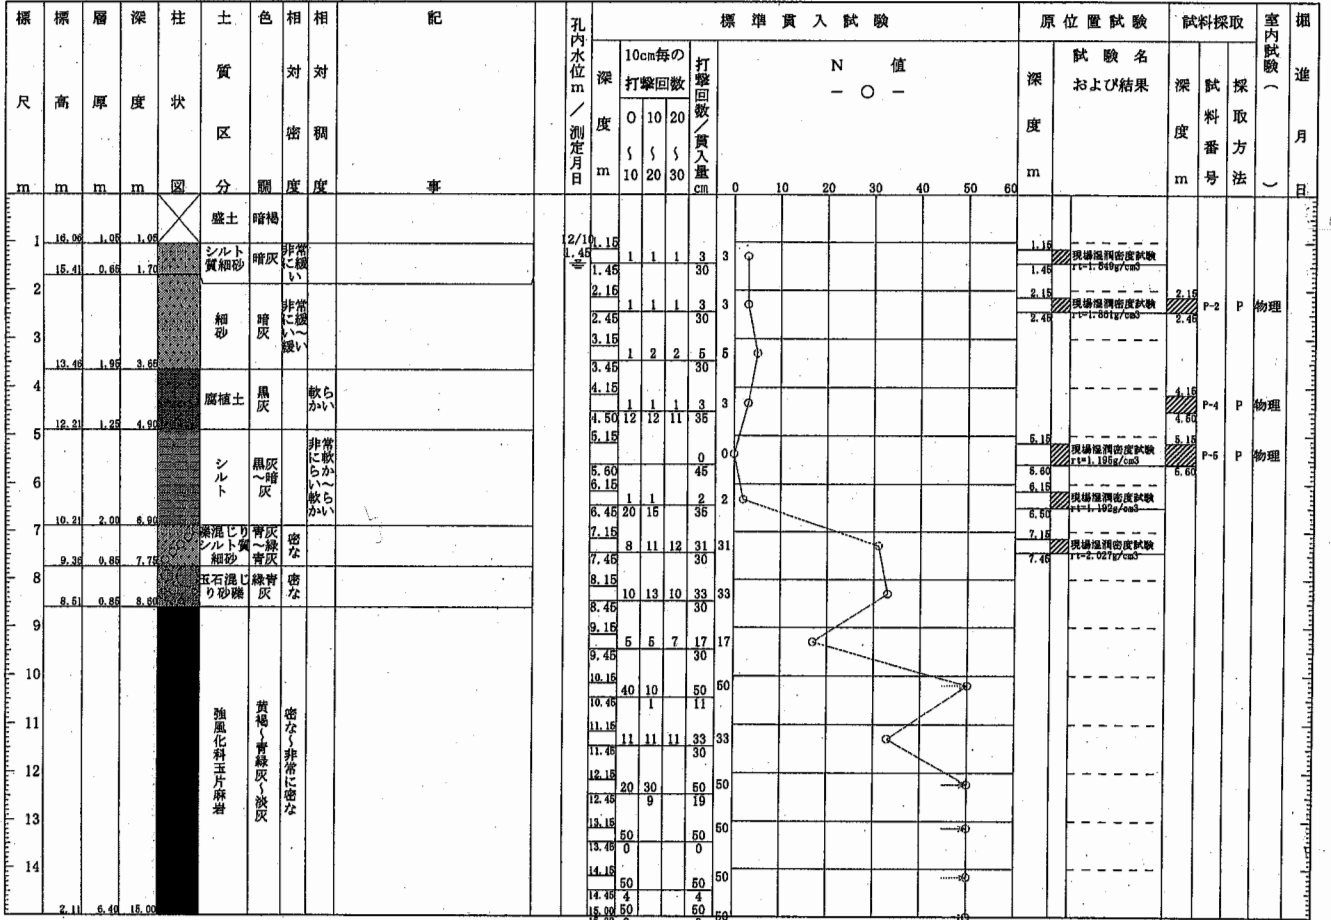 標尺 m
標高 m
層厚 m
深度 m
柱状図
土質区分
色調
相対密度
相対稠度
記事
孔内水位m／測定月日
標準貫入試験
深度 m
10cm毎の打撃回数
0〜10
10〜20
20〜30
打撃回数/貫入量 cm
N 値
0 10 20 30 40 50 60
原位置試験
深度 m
試験名および結果
試料採取
深度 m
試料番号
採取方法
室内試験（ ）
掘進月日
盛土 暗褐
1
16.06 1.05 1.05
シルト質細砂 暗灰 非常に緩い
15.41 0.65 1.70
2
細砂 暗灰 非常に緩い〜緩い
3
13.46 1.95 3.65
4
腐植土 黒灰 軟らかい
12.21 1.25 4.90
5
シルト 黒灰〜暗灰 非常に軟らか〜軟らかい
6
10.21 2.00 6.90
7
礫混じりシルト質細砂 青灰〜緑青灰 密な
9.36 0.85 7.75
8
玉石混じり砂礫 緑青灰 密な
8.51 0.85 8.60
9
10
11
強風化科玉片麻岩 黄褐〜青緑灰〜淡灰 密な〜非常に密な
12
13
14
2.11 6.40 15.00
12/10
1.45
1.15
1 1 1 3 3
1.45 30
2.15
1 1 1 3 3
2.45 30
3.15
1 2 2 5 5
3.45 30
4.15
1 1 1 3 3
4.50 12 12 11 35
5.15
0 0
5.60 45
6.15
1 1 2 2
6.45 20 15 35
7.15
8 11 12 31 31
7.45 30
8.15
10 13 10 33 33
8.45 30
9.15
5 5 7 17 17
9.45 30
10.15
40 10 50 50
10.45 1 11
11.15
11 11 11 33 33
11.45 30
12.15
20 30 50 50
12.45 9 19
13.15
50 50 50
13.45 0 0
14.15
50 50 50
14.45 4 4
15.00 50 50 50
1.15
現場湿潤密度試験
1.45 rt=1.849g/cm3
2.15
現場湿潤密度試験
2.45 rt=1.861g/cm3
2.15
P-2 P 物理
2.45
4.15
P-4 P 物理
4.50
5.15
現場湿潤密度試験
5.60 rt=1.195g/cm3
5.15
P-5 P 物理
5.60
6.15
現場湿潤密度試験
6.50 rt=1.192g/cm3
7.15
現場湿潤密度試験
7.45 rt=2.027g/cm3